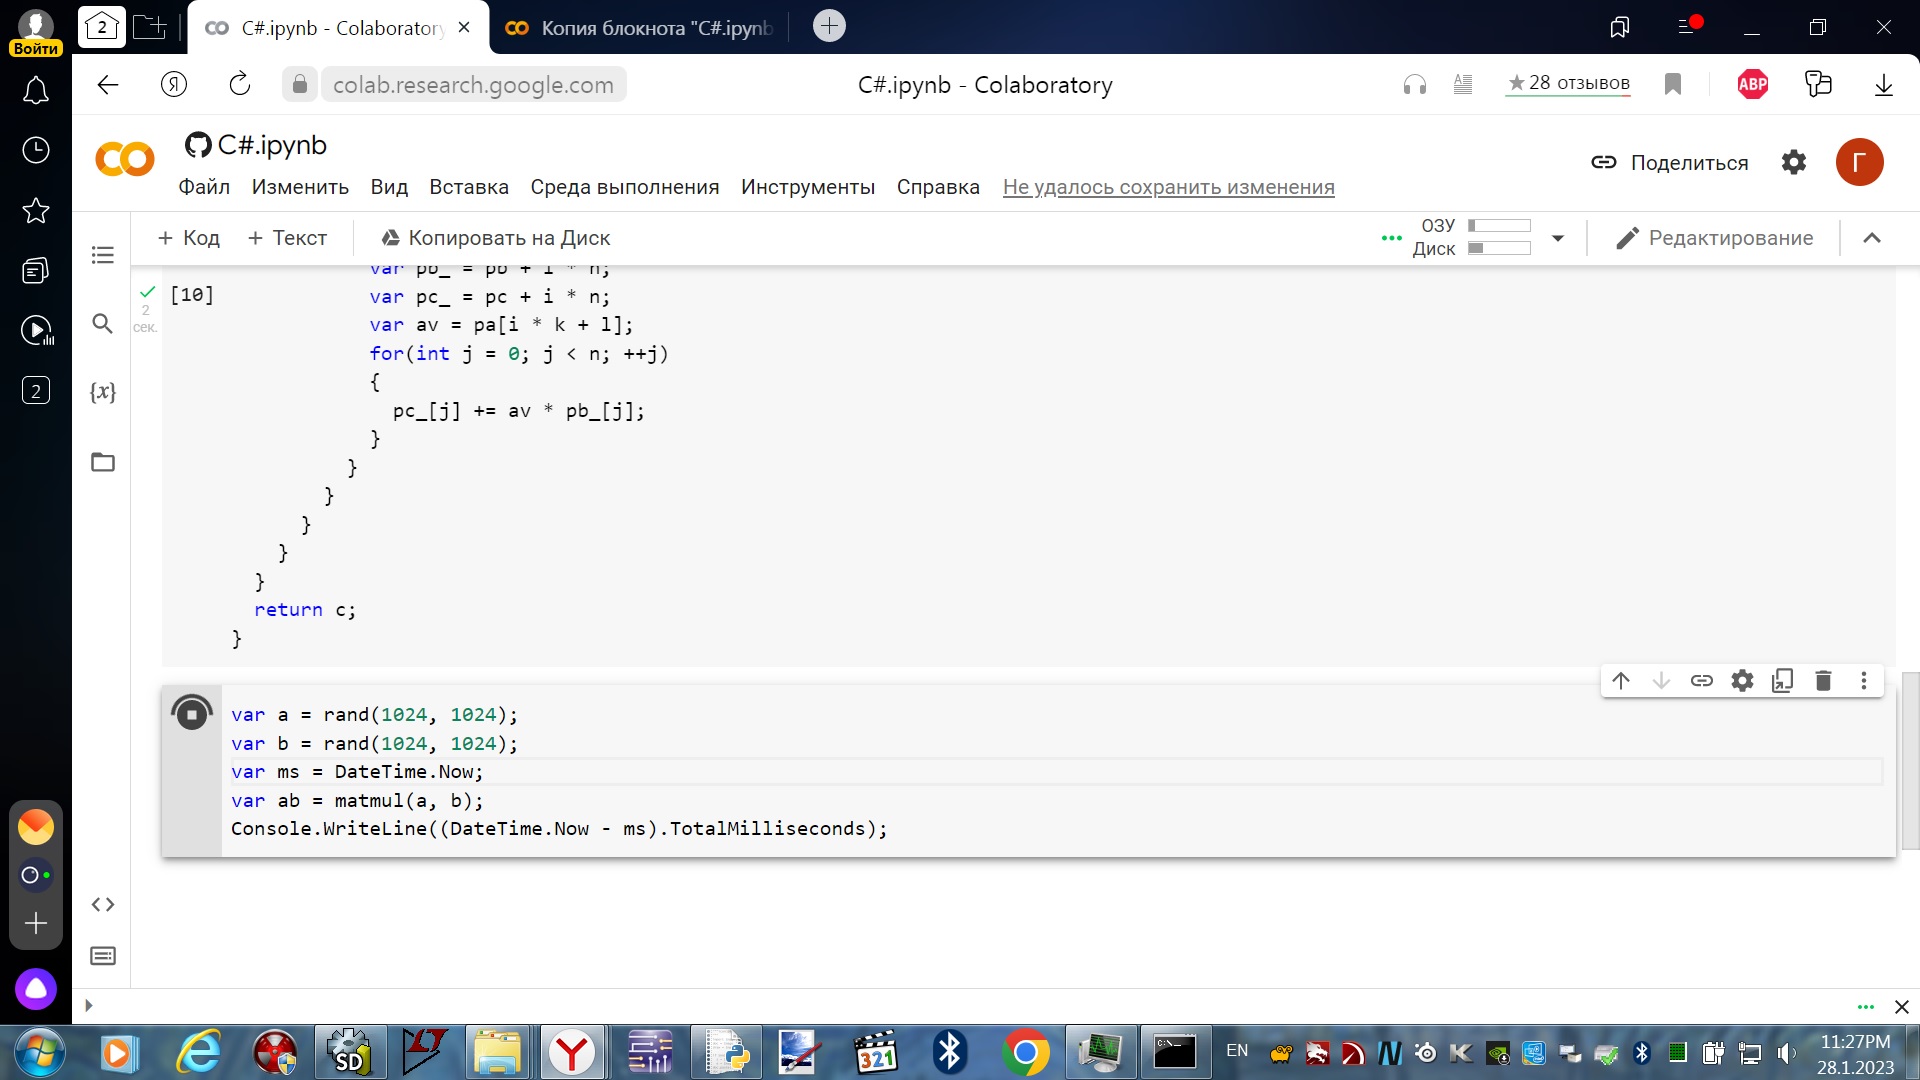 2
C#.ipynb - Colaboratory
Копия блокнота "C#.ipynb
Войти
colab.research.google.com
C#.ipynb - Colaboratory
28 отзывов
ABP
C#.ipynb
Поделиться
Г
Файл Изменить Вид Вставка Среда выполнения Инструменты Справка Не удалось сохранить изменения
+ Код + Текст Копировать на Диск
ОЗУ
Диск
Редактирование
var pb_ = pb + l * n;
[10]
2
сек.
var pc_ = pc + i * n;
var av = pa[i * k + l];
for(int j = 0; j < n; ++j)
{
pc_[j] += av * pb_[j];
}
}
}
}
}
}
return c;
}
{x}
2
var a = rand(1024, 1024);
var b = rand(1024, 1024);
var ms = DateTime.Now;
var ab = matmul(a, b);
Console.WriteLine((DateTime.Now - ms).TotalMilliseconds);
SD
321
C:\_
EN
11:27PM
28.1.2023